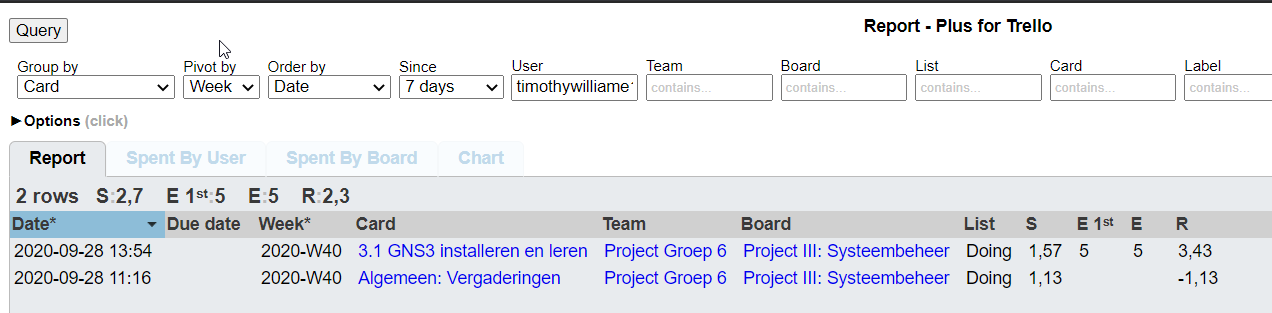 Query
Report - Plus for Trello
Group by Pivot by Order by Since User Team Board List Card Label
Card Week Date 7 days timothywilliame contains... contains... contains... contains... contains...
►Options (click)
Report Spent By User Spent By Board Chart
2 rows S:2,7 E 1ˢᵗ:5 E:5 R:2,3
Date* Due date Week* Card Team Board List S E 1ˢᵗ E R
2020-09-28 13:54 2020-W40 3.1 GNS3 installeren en leren Project Groep 6 Project III: Systeembeheer Doing 1,57 5 5 3,43
2020-09-28 11:16 2020-W40 Algemeen: Vergaderingen Project Groep 6 Project III: Systeembeheer Doing 1,13 -1,13